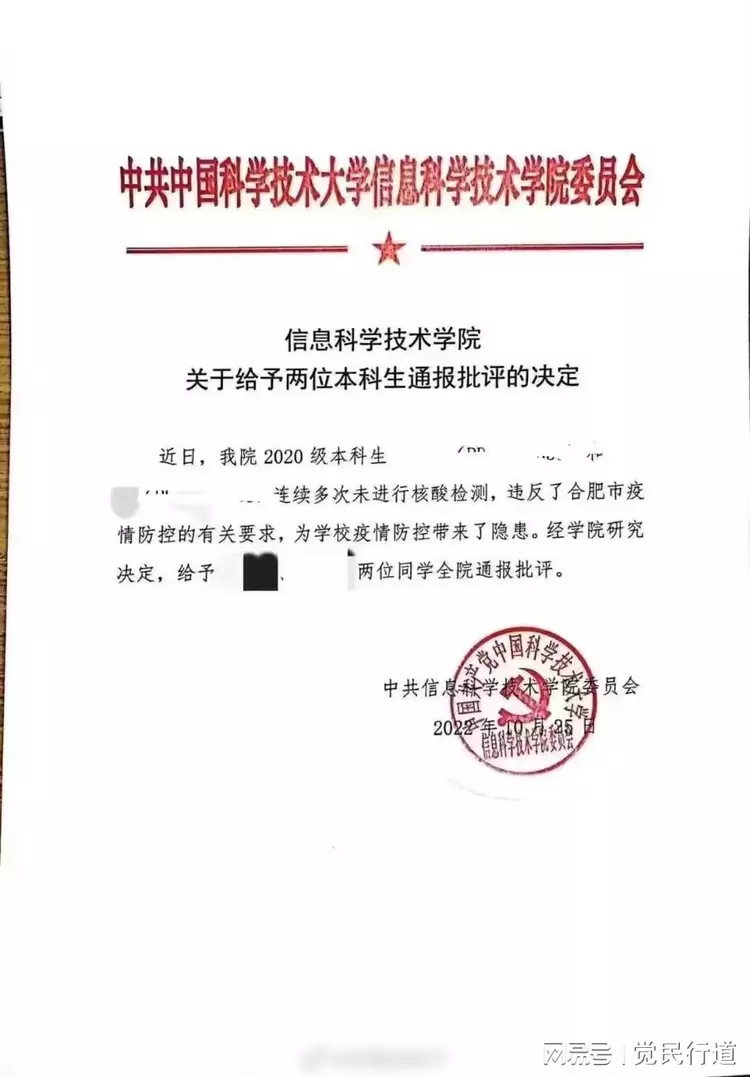 中共中国科学技术大学信息科学技术学院委员会
信息科学技术学院
关于给予两位本科生通报批评的决定
近日，我院 2020 级本科生 (PB 和
连续多次未进行核酸检测，违反了合肥市疫
情防控的有关要求，为学校疫情防控带来了隐患。经学院研究
决定，给予 、 两位同学全院通报批评。
中共信息科学技术学院委员会
2022 年 10 月 25 日
中国共产党中国科学技术大学
信息科学技术学院委员会
网易号 | 觉民行道